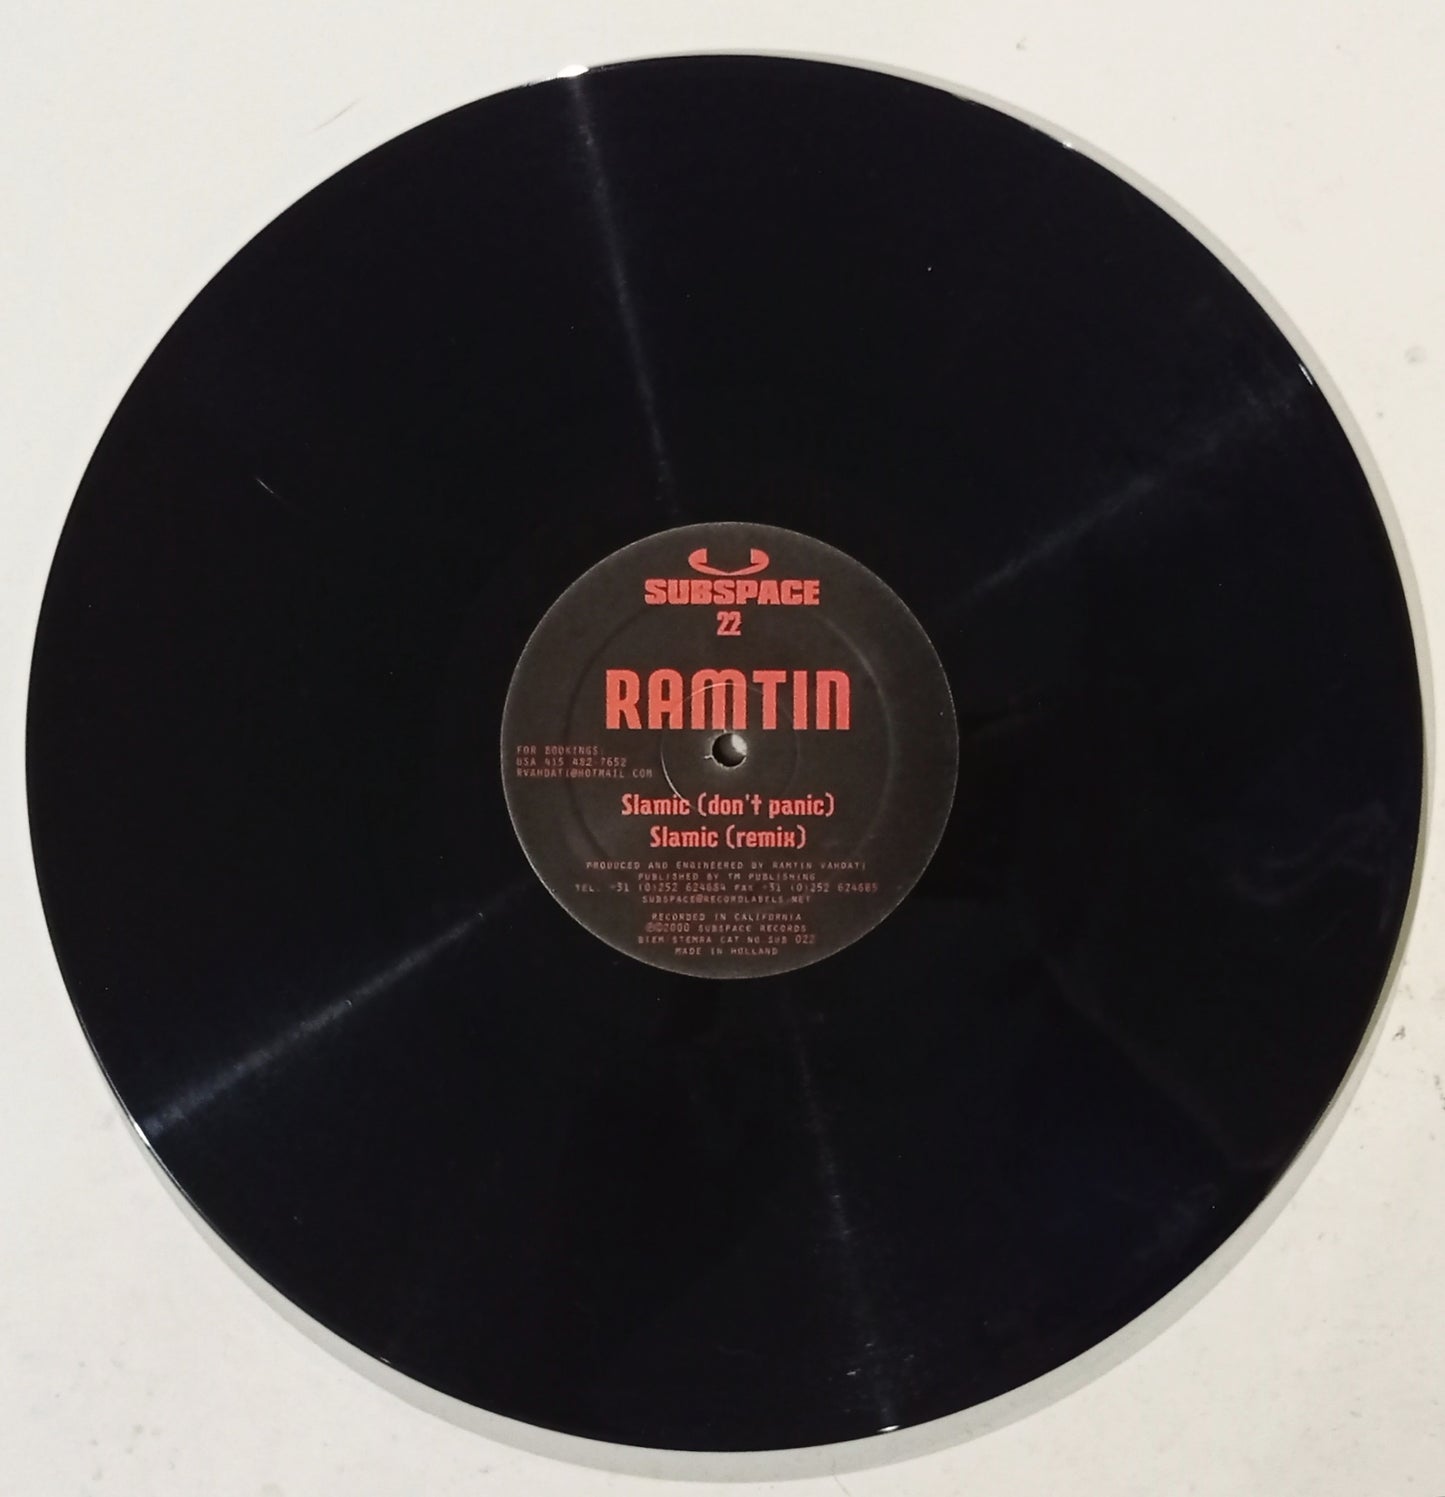 SUBSPACE
22
RAMTIN
FOR BOOKINGS:
USA 415 482-7652
RVAHDATI@HOTMAIL.COM
Slamic (don't panic)
Slamic (remix)
PRODUCED AND ENGINEERED BY RAMTIN VAHDATI
PUBLISHED BY TM PUBLISHING
TEL. +31 (0)252 624684 FAX +31 (0)252 624685
SUBSPACE@RECORDLABELS.NET
RECORDED IN CALIFORNIA
℗©2000 SUBSPACE RECORDS
BIEM/STEMRA CAT NO SUB 022
MADE IN HOLLAND